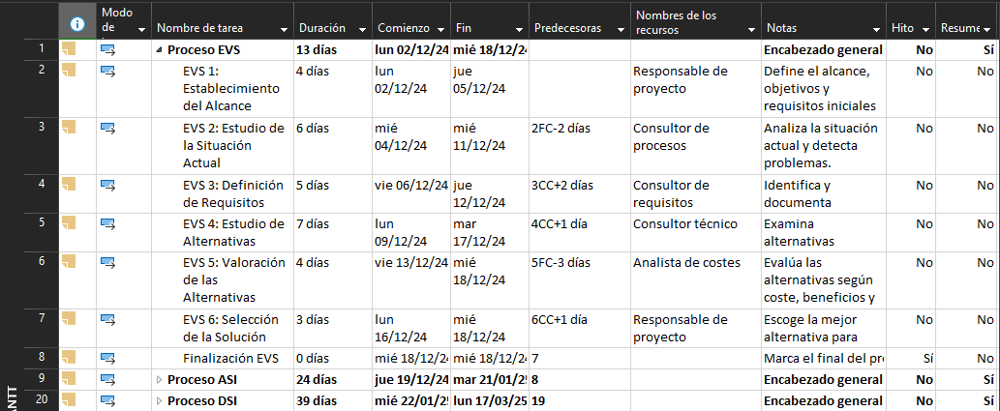 Modo de Nombre de tarea Duración Comienzo Fin Predecesoras Nombres de los recursos Notas Hito Resume
1 Proceso EVS 13 días lun 02/12/24 mié 18/12/24 Encabezado general No Sí
2 EVS 1: Establecimiento del Alcance 4 días lun 02/12/24 jue 05/12/24 Responsable de proyecto Define el alcance, objetivos y requisitos iniciales No No
3 EVS 2: Estudio de la Situación Actual 6 días mié 04/12/24 mié 11/12/24 2FC-2 días Consultor de procesos Analiza la situación actual y detecta problemas. No No
4 EVS 3: Definición de Requisitos 5 días vie 06/12/24 jue 12/12/24 3CC+2 días Consultor de requisitos Identifica y documenta No No
5 EVS 4: Estudio de Alternativas 7 días lun 09/12/24 mar 17/12/24 4CC+1 día Consultor técnico Examina alternativas No No
6 EVS 5: Valoración de las Alternativas 4 días vie 13/12/24 mié 18/12/24 5FC-3 días Analista de costes Evalúa las alternativas según coste, beneficios y No No
7 EVS 6: Selección de la Solución 3 días lun 16/12/24 mié 18/12/24 6CC+1 día Responsable de proyecto Escoge la mejor alternativa para No No
8 Finalización EVS 0 días mié 18/12/24 mié 18/12/24 7 Marca el final del pr Sí No
9 Proceso ASI 24 días jue 19/12/24 mar 21/01/25 8 Encabezado general No Sí
20 Proceso DSI 39 días mié 22/01/25 lun 17/03/25 19 Encabezado general No Sí
ANTT